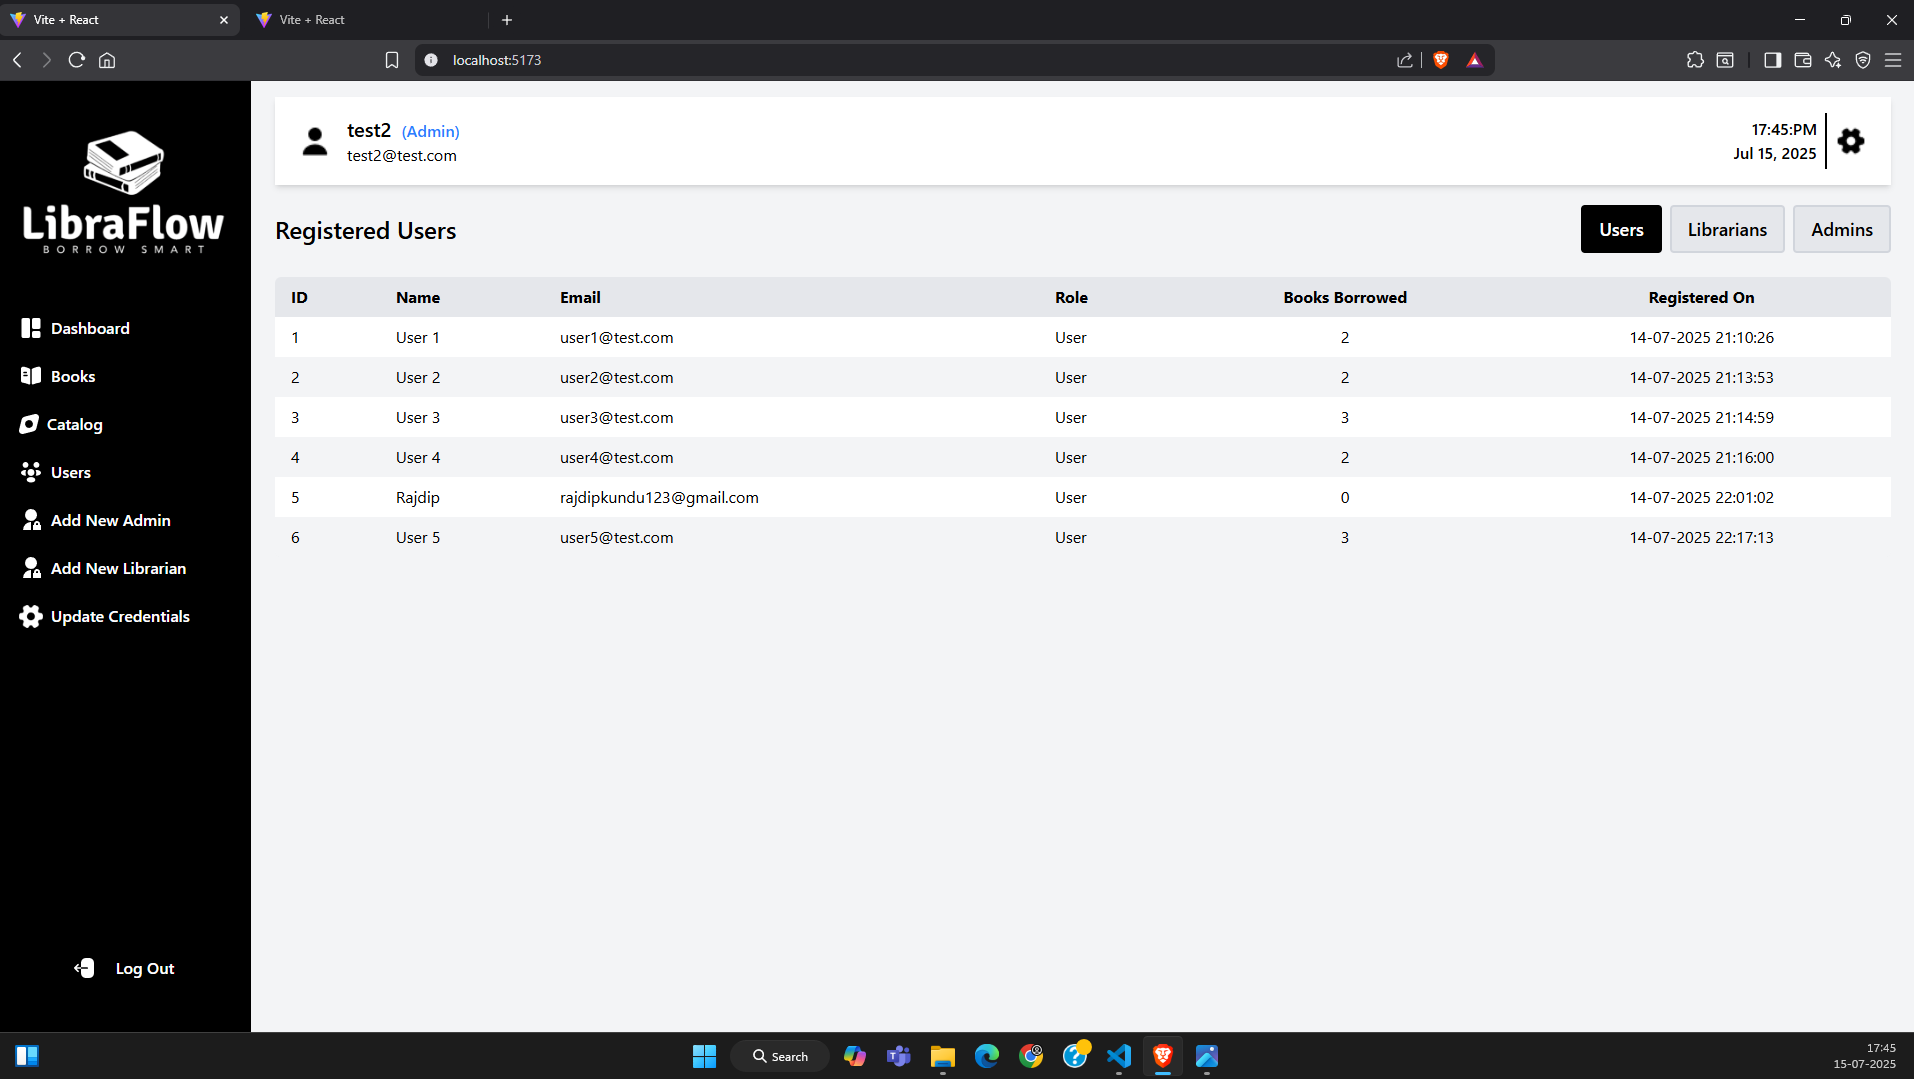 Vite + React
Vite + React
localhost:5173
LibraFlow
BORROW SMART
Dashboard
Books
Catalog
Users
Add New Admin
Add New Librarian
Update Credentials
Log Out
test2 (Admin)
test2@test.com
17:45:PM
Jul 15, 2025
Registered Users
Users Librarians Admins
ID Name Email Role Books Borrowed Registered On
1 User 1 user1@test.com User 2 14-07-2025 21:10:26
2 User 2 user2@test.com User 2 14-07-2025 21:13:53
3 User 3 user3@test.com User 3 14-07-2025 21:14:59
4 User 4 user4@test.com User 2 14-07-2025 21:16:00
5 Rajdip rajdipkundu123@gmail.com User 0 14-07-2025 22:01:02
6 User 5 user5@test.com User 3 14-07-2025 22:17:13
Search
17:45
15-07-2025